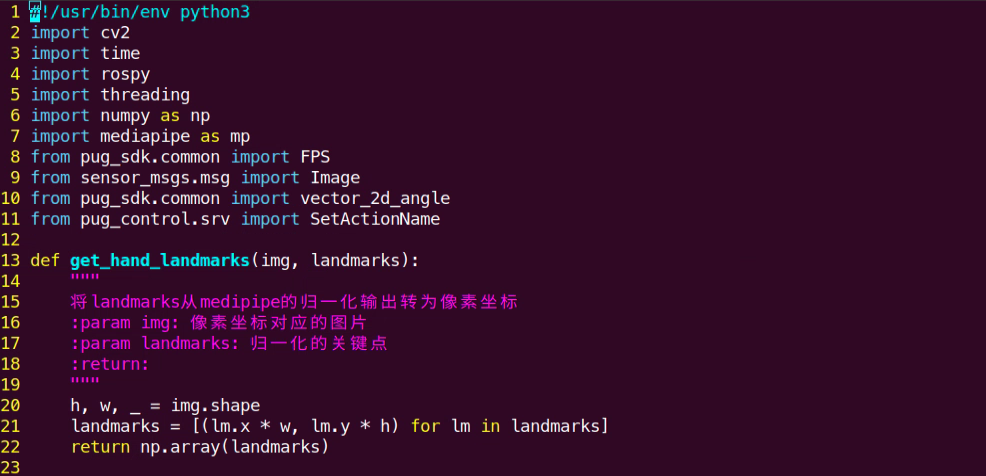 1 #!/usr/bin/env python3
2 import cv2
3 import time
4 import rospy
5 import threading
6 import numpy as np
7 import mediapipe as mp
8 from pug_sdk.common import FPS
9 from sensor_msgs.msg import Image
10 from pug_sdk.common import vector_2d_angle
11 from pug_control.srv import SetActionName
12
13 def get_hand_landmarks(img, landmarks):
14     """
15     将landmarks从medipipe的归一化输出转为像素坐标
16     :param img: 像素坐标对应的图片
17     :param landmarks: 归一化的关键点
18     :return:
19     """
20     h, w, _ = img.shape
21     landmarks = [(lm.x * w, lm.y * h) for lm in landmarks]
22     return np.array(landmarks)
23